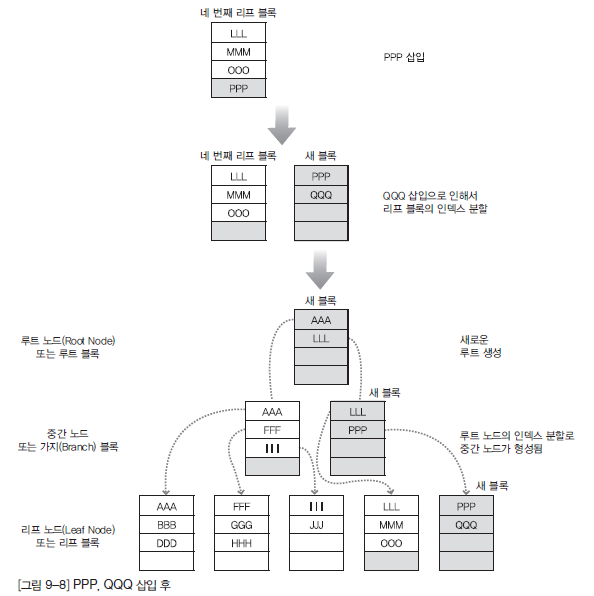 네 번째 리프 블록
LLL
MMM
OOO
PPP
PPP 삽입
네 번째 리프 블록
새 블록
LLL
PPP
MMM
QQQ
OOO
QQQ 삽입으로 인해서
리프 블록의 인덱스 분할
새 블록
AAA
LLL
루트 노드(Root Node)
또는 루트 블록
새로운
루트 생성
새 블록
AAA
LLL
FFF
PPP
III
중간 노드
또는 가지(Branch) 블록
루트 노드의 인덱스 분할로
중간 노드가 형성됨
새 블록
AAA
FFF
III
LLL
PPP
BBB
GGG
JJJ
MMM
QQQ
DDD
HHH
OOO
리프 노드(Leaf Node)
또는 리프 블록
[그림 9-8] PPP, QQQ 삽입 후